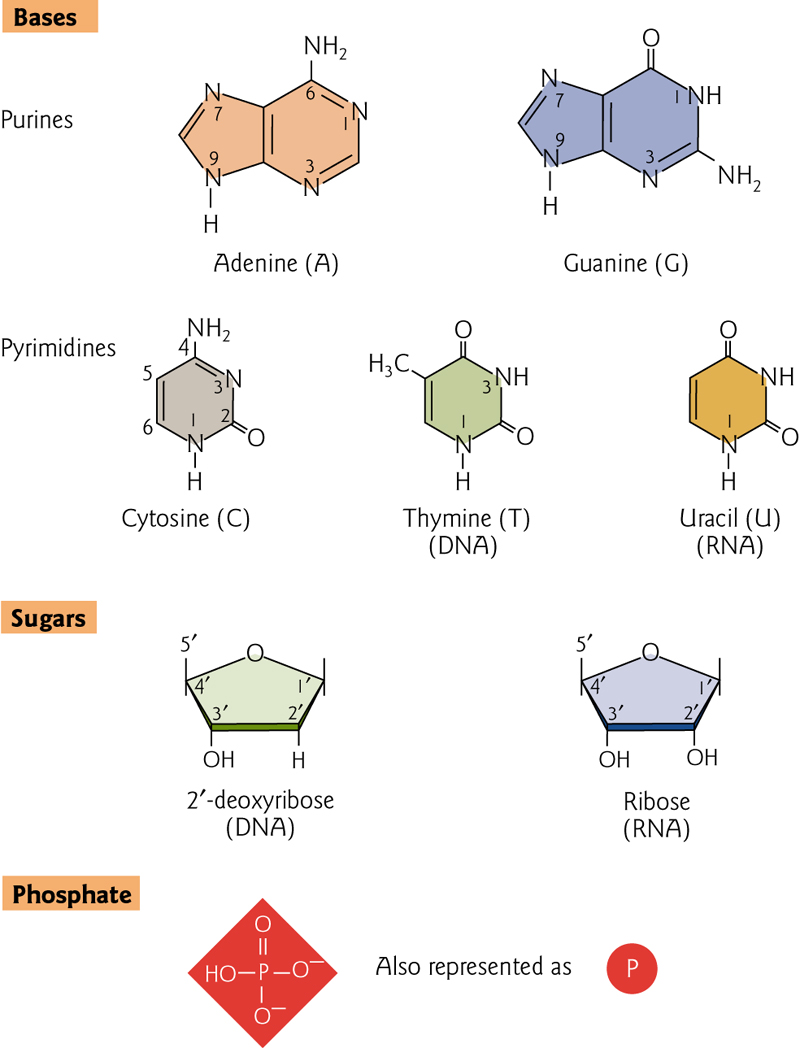 Bases
Purines
NH₂
6
N
7
N
1
9
N
3
N
H
Adenine (A)
O
N
7
1
NH
9
N
3
N
NH₂
H
Guanine (G)
Pyrimidines
NH₂
4
5
3
N
6
1
2
N
O
H
Cytosine (C)
O
H₃C
3
NH
1
N
O
H
Thymine (T)
(DNA)
O
NH
1
N
O
H
Uracil (U)
(RNA)
Sugars
5′
O
4′
1′
3′
2′
OH
H
2′-deoxyribose
(DNA)
5′
O
4′
1′
3′
2′
OH
OH
Ribose
(RNA)
Phosphate
O
HO–P–O⁻
O⁻
Also represented as
P